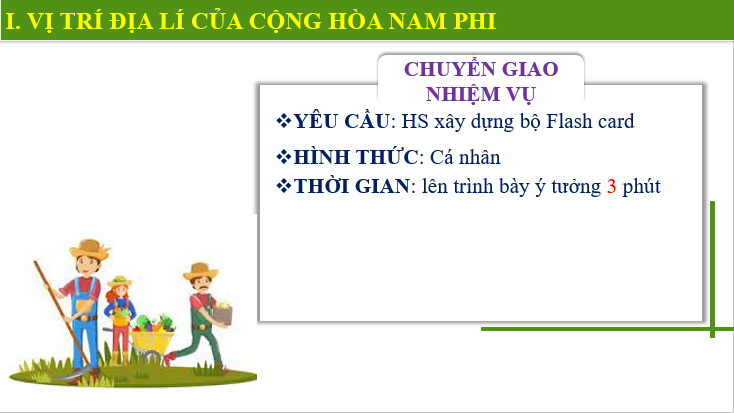 I. VỊ TRÍ ĐỊA LÍ CỦA CỘNG HÒA NAM PHI
CHUYỂN GIAO
NHIỆM VỤ
❖YÊU CẦU: HS xây dựng bộ Flash card
❖HÌNH THỨC: Cá nhân
❖THỜI GIAN: lên trình bày ý tưởng 3 phút